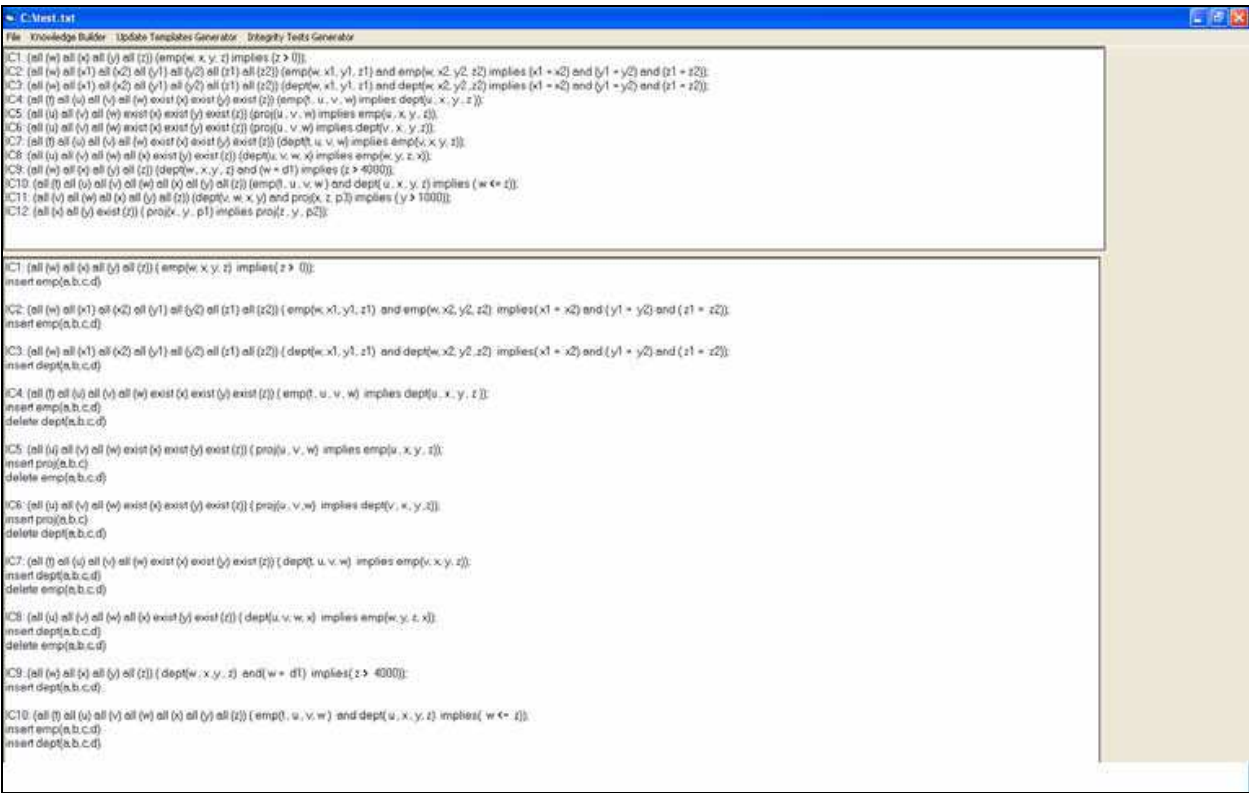 C:\test.txt
File Knowledge Builder Update Templates Generator Integrity Tests Generator
IC1: (all (w) all (x) all (y) all (z)) (emp(w, x, y, z) implies (z > 0));
IC2: (all (w) all (x1) all (x2) all (y1) all (y2) all (z1) all (z2)) (emp(w, x1, y1, z1) and emp(w, x2, y2, z2) implies (x1 = x2) and (y1 = y2) and (z1 = z2));
IC3: (all (w) all (x1) all (x2) all (y1) all (y2) all (z1) all (z2)) (dept(w, x1, y1, z1) and dept(w, x2, y2 ,z2) implies (x1 = x2) and (y1 = y2) and (z1 = z2));
IC4: (all (t) all (u) all (v) all (w) exist (x) exist (y) exist (z)) (emp(t , u , v , w) implies dept(u , x , y , z ));
IC5: (all (u) all (v) all (w) exist (x) exist (y) exist (z)) (proj(u , v , w) implies emp(u , x, y, z));
IC6: (all (u) all (v) all (w) exist (x) exist (y) exist (z)) (proj(u , v ,w) implies dept(v , x , y ,z));
IC7: (all (t) all (u) all (v) all (w) exist (x) exist (y) exist (z)) (dept(t, u, v, w) implies emp(v, x, y, z));
IC8: (all (u) all (v) all (w) all (x) exist (y) exist (z)) (dept(u, v, w, x) implies emp(w, y, z, x));
IC9: (all (w) all (x) all (y) all (z)) (dept(w , x ,y , z) and (w = d1) implies (z > 4000));
IC10: (all (t) all (u) all (v) all (w) all (x) all (y) all (z)) (emp(t , u , v, w ) and dept( u , x, y, z) implies ( w <= z));
IC11: (all (v) all (w) all (x) all (y) all (z)) (dept(v, w, x, y) and proj(x, z, p3) implies ( y > 1000));
IC12: (all (x) all (y) exist (z)) ( proj(x , y , p1) implies proj(z , y , p2));
IC1: (all (w) all (x) all (y) all (z)) ( emp(w, x, y, z) implies( z > 0));
insert emp(a,b,c,d)
IC2: (all (w) all (x1) all (x2) all (y1) all (y2) all (z1) all (z2)) ( emp(w, x1, y1, z1) and emp(w, x2, y2, z2) implies( x1 = x2) and ( y1 = y2) and ( z1 = z2));
insert emp(a,b,c,d)
IC3: (all (w) all (x1) all (x2) all (y1) all (y2) all (z1) all (z2)) ( dept(w, x1, y1, z1) and dept(w, x2, y2 ,z2) implies( x1 = x2) and ( y1 = y2) and ( z1 = z2));
insert dept(a,b,c,d)
IC4: (all (t) all (u) all (v) all (w) exist (x) exist (y) exist (z)) ( emp(t , u , v , w) implies dept(u , x , y , z ));
insert emp(a,b,c,d)
delete dept(a,b,c,d)
IC5: (all (u) all (v) all (w) exist (x) exist (y) exist (z)) ( proj(u , v , w) implies emp(u , x, y, z));
insert proj(a,b,c)
delete emp(a,b,c,d)
IC6: (all (u) all (v) all (w) exist (x) exist (y) exist (z)) ( proj(u , v ,w) implies dept(v , x , y ,z));
insert proj(a,b,c)
delete dept(a,b,c,d)
IC7: (all (t) all (u) all (v) all (w) exist (x) exist (y) exist (z)) ( dept(t, u, v, w) implies emp(v, x, y, z));
insert dept(a,b,c,d)
delete emp(a,b,c,d)
IC8: (all (u) all (v) all (w) all (x) exist (y) exist (z)) ( dept(u, v, w, x) implies emp(w, y, z, x));
insert dept(a,b,c,d)
delete emp(a,b,c,d)
IC9: (all (w) all (x) all (y) all (z)) ( dept(w , x ,y , z) and( w = d1) implies( z > 4000));
insert dept(a,b,c,d)
IC10: (all (t) all (u) all (v) all (w) all (x) all (y) all (z)) ( emp(t , u , v, w ) and dept( u , x, y, z) implies( w <= z));
insert emp(a,b,c,d)
insert dept(a,b,c,d)